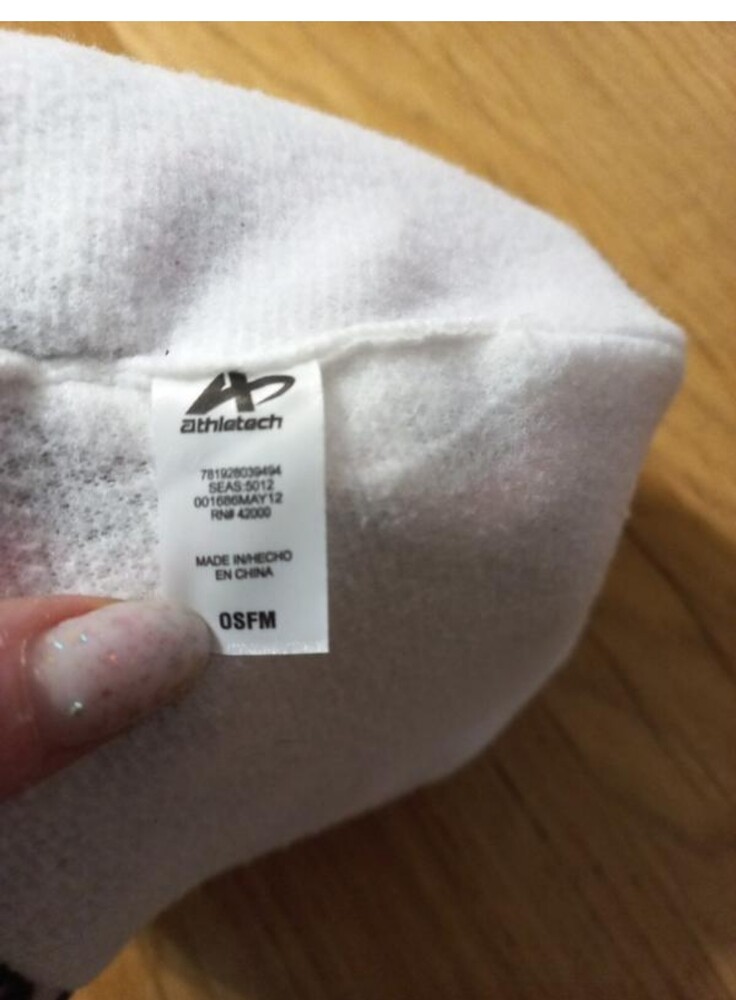 athletech
781928039494
SEAS:5012
001686MAY12
RN# 42000
MADE IN/HECHO
EN CHINA
OSFM